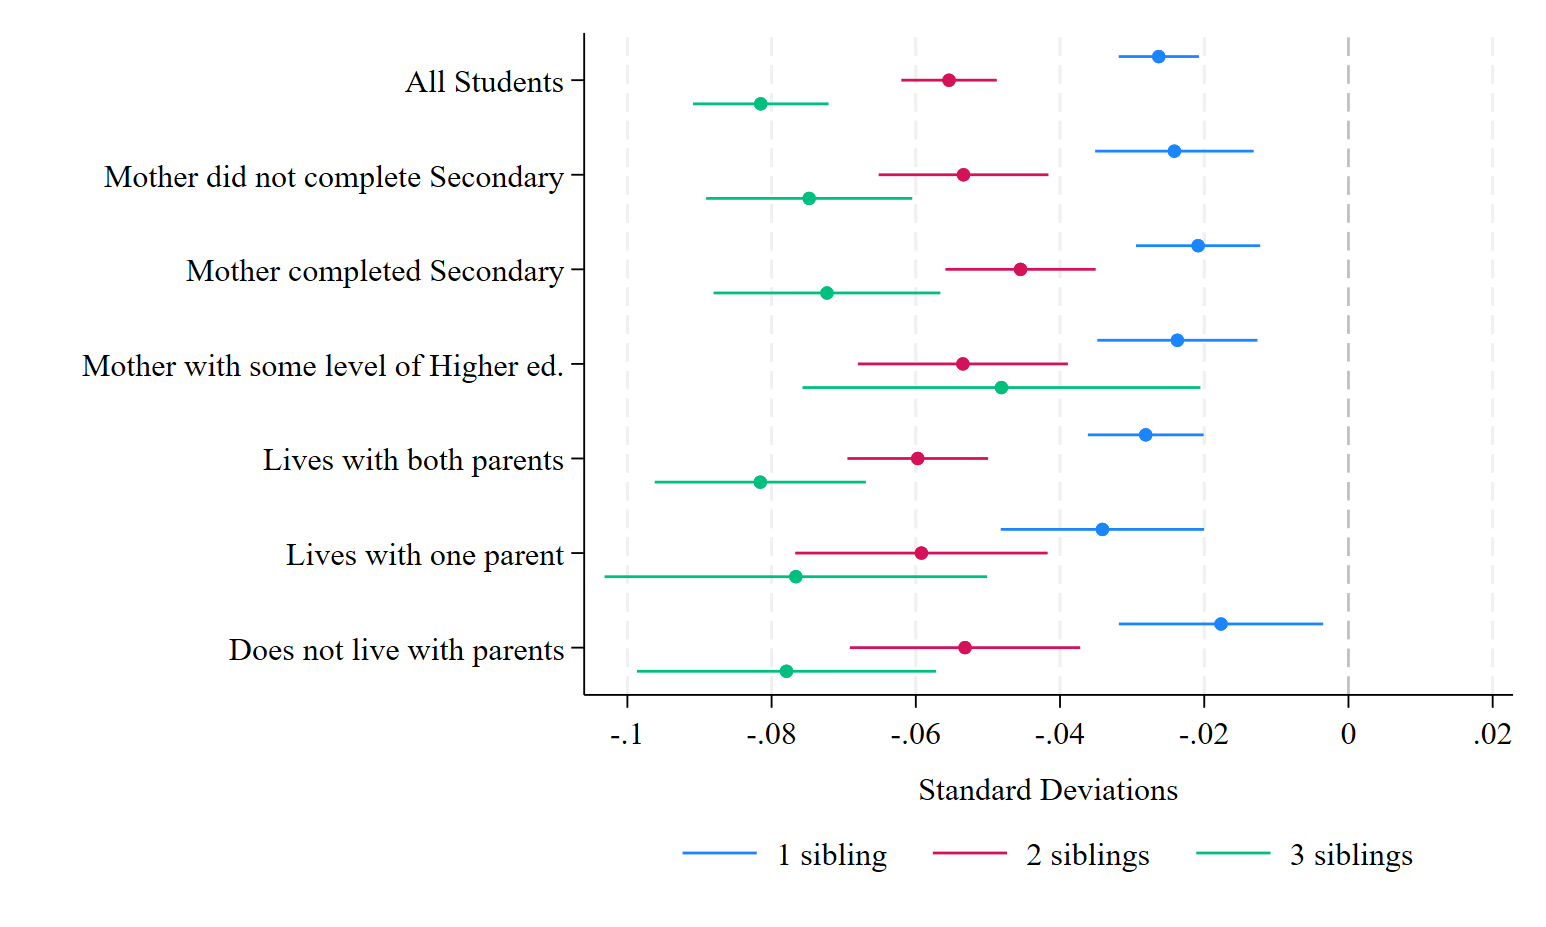 All Students
Mother did not complete Secondary
Mother completed Secondary
Mother with some level of Higher ed.
Lives with both parents
Lives with one parent
Does not live with parents
-.1 -.08 -.06 -.04 -.02 0 .02
Standard Deviations
1 sibling 2 siblings 3 siblings